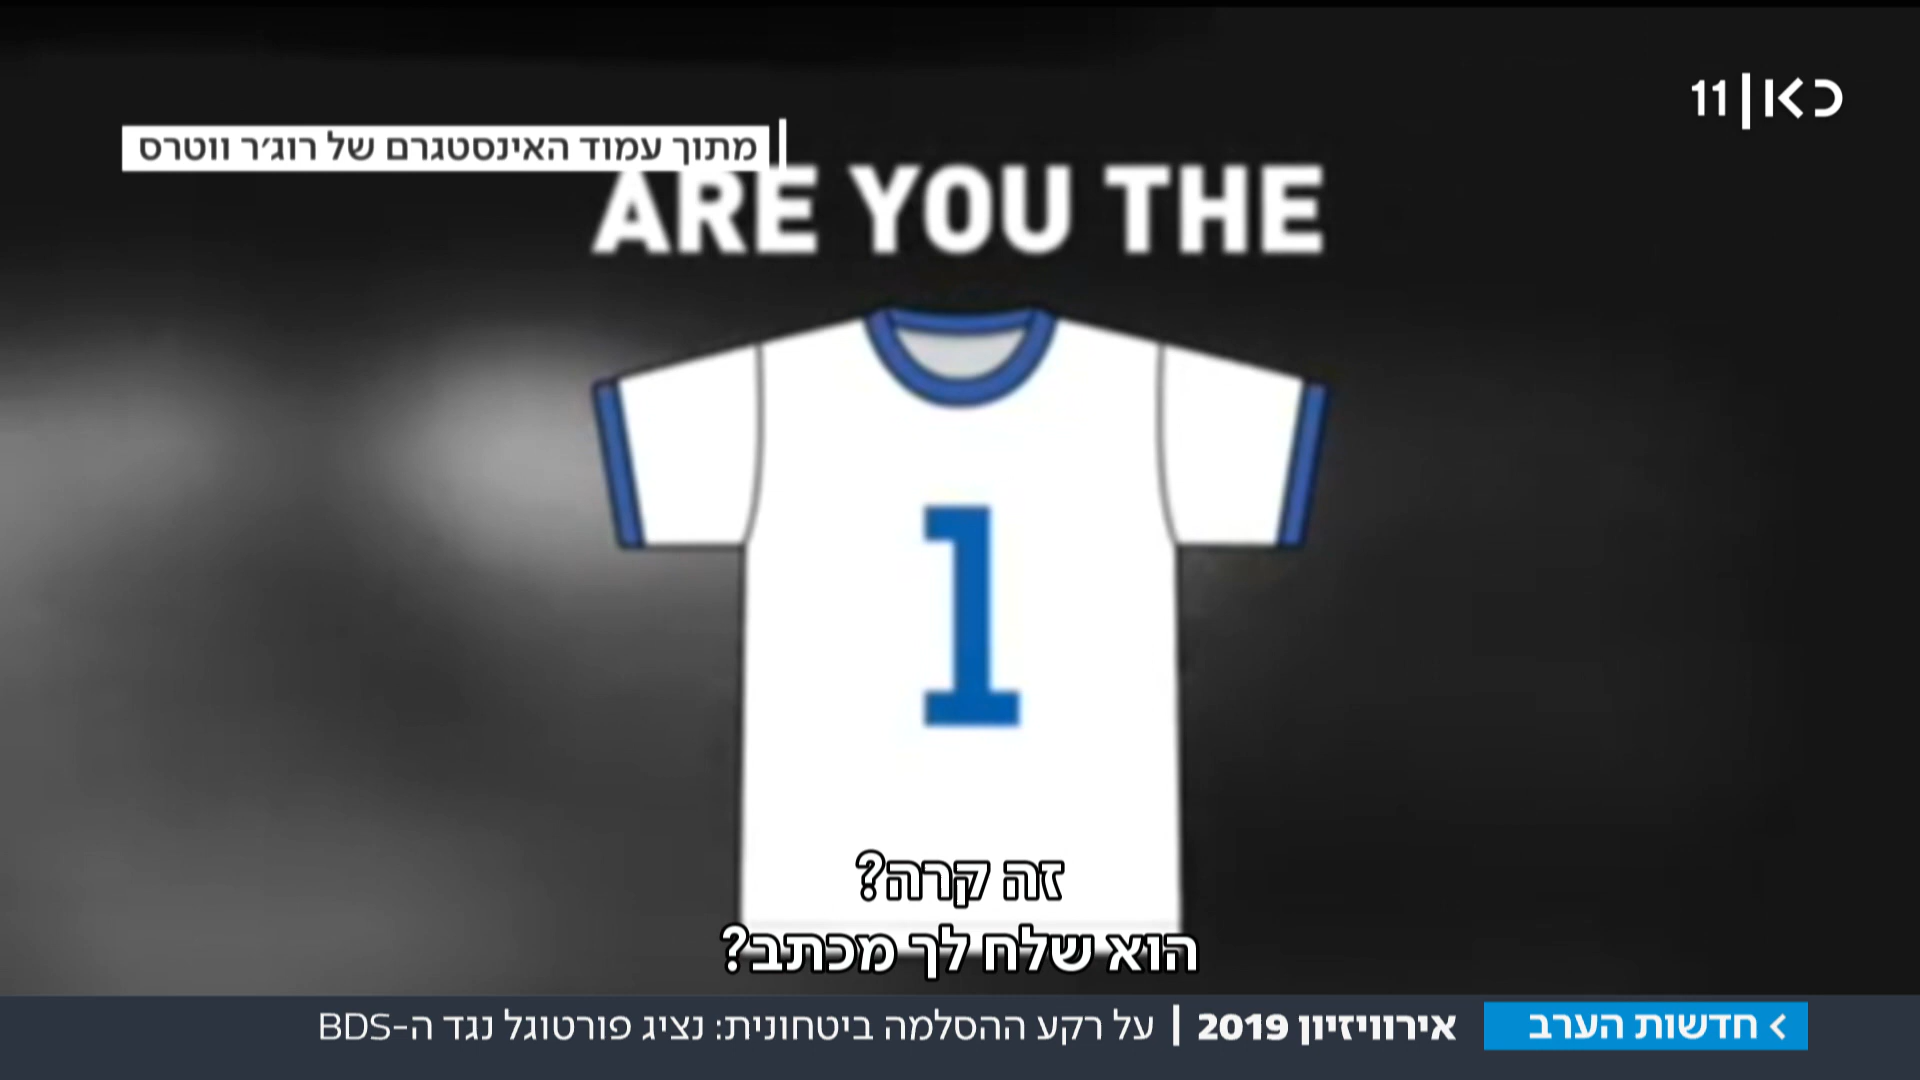 כאן 11
מתוך עמוד האינסטגרם של רוג׳ר ווטרס
ARE YOU THE
1
זה קרה?
הוא שלח לך מכתב?
חדשות הערב
אירוויזיון 2019 | על רקע ההסלמה ביטחונית: נציג פורטוגל נגד ה-BDS